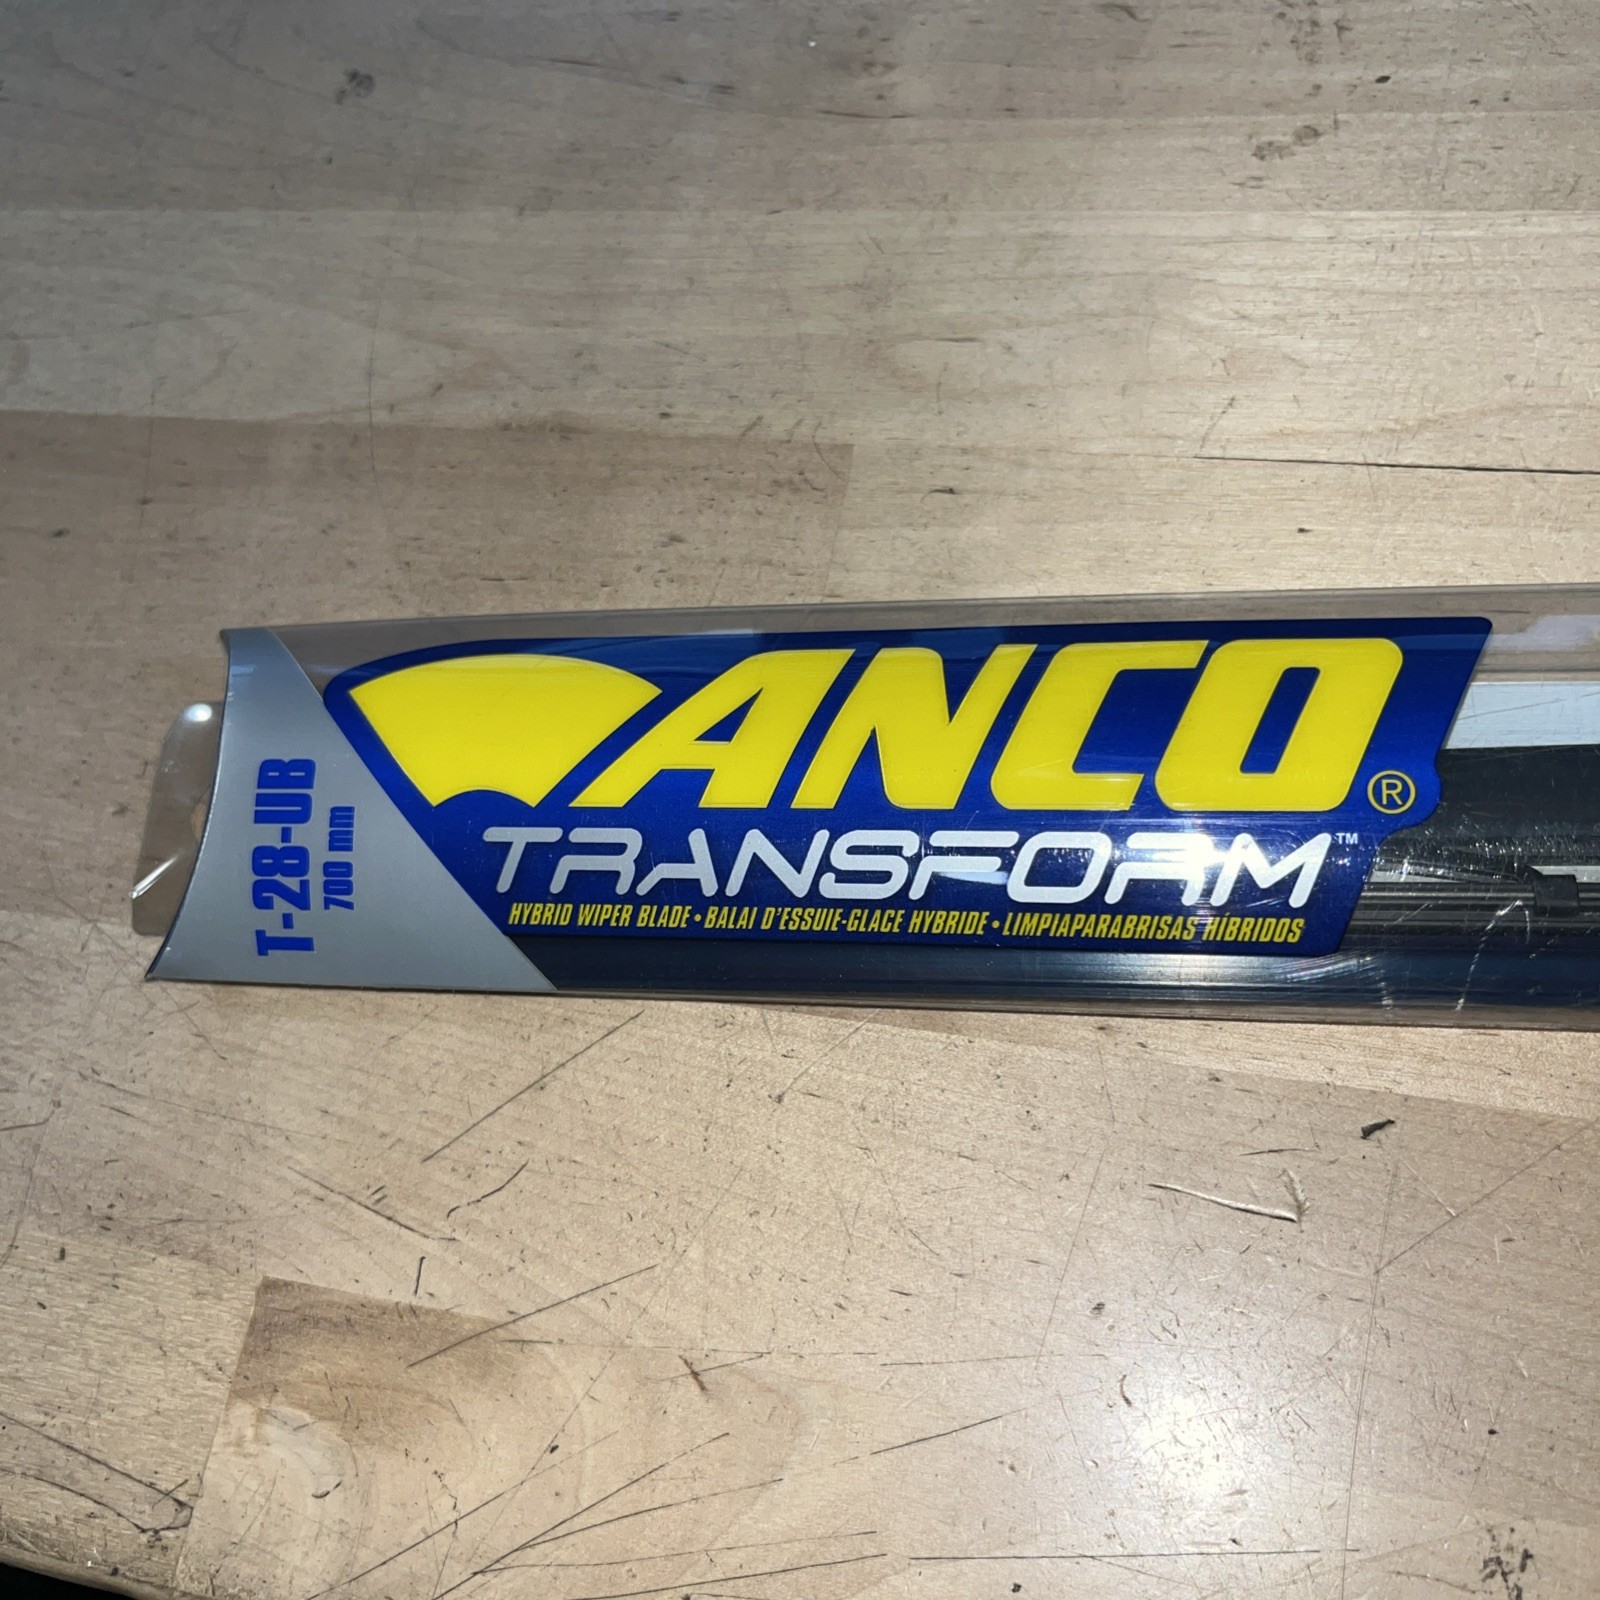 T-28-UB
700 mm
ANCO®
TRANSFORM™
HYBRID WIPER BLADE • BALAI D'ESSUIE-GLACE HYBRIDE • LIMPIAPARABRISAS HÍBRIDOS